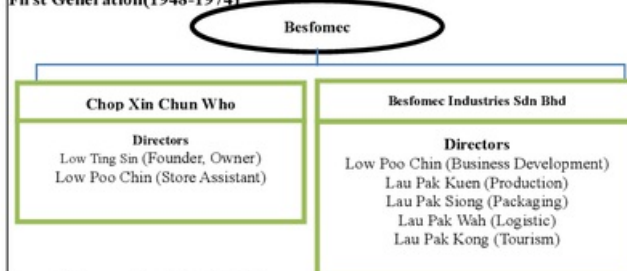 First Generation(1948-1974)
Besfomec
Chop Xin Chun Who
Directors
Low Ting Sin (Founder, Owner)
Low Poo Chin (Store Assistant)
Besfomec Industries Sdn Bhd
Directors
Low Poo Chin (Business Development)
Lau Pak Kuen (Production)
Lau Pak Siong (Packaging)
Lau Pak Wah (Logistic)
Lau Pak Kong (Tourism)